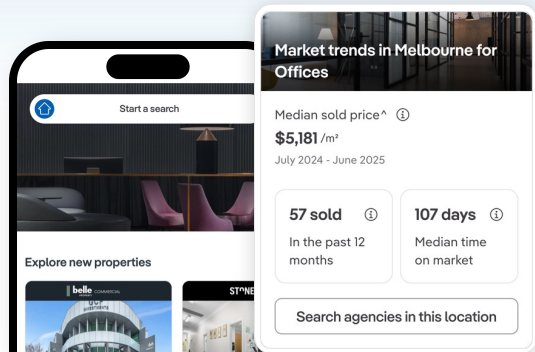 Start a search
Explore new properties
belle COMMERCIAL
INVESTMENTS
STONE
Market trends in Melbourne for
Offices
Median sold price^
$5,181 /m²
July 2024 - June 2025
57 sold
In the past 12
months
107 days
Median time
on market
Search agencies in this location